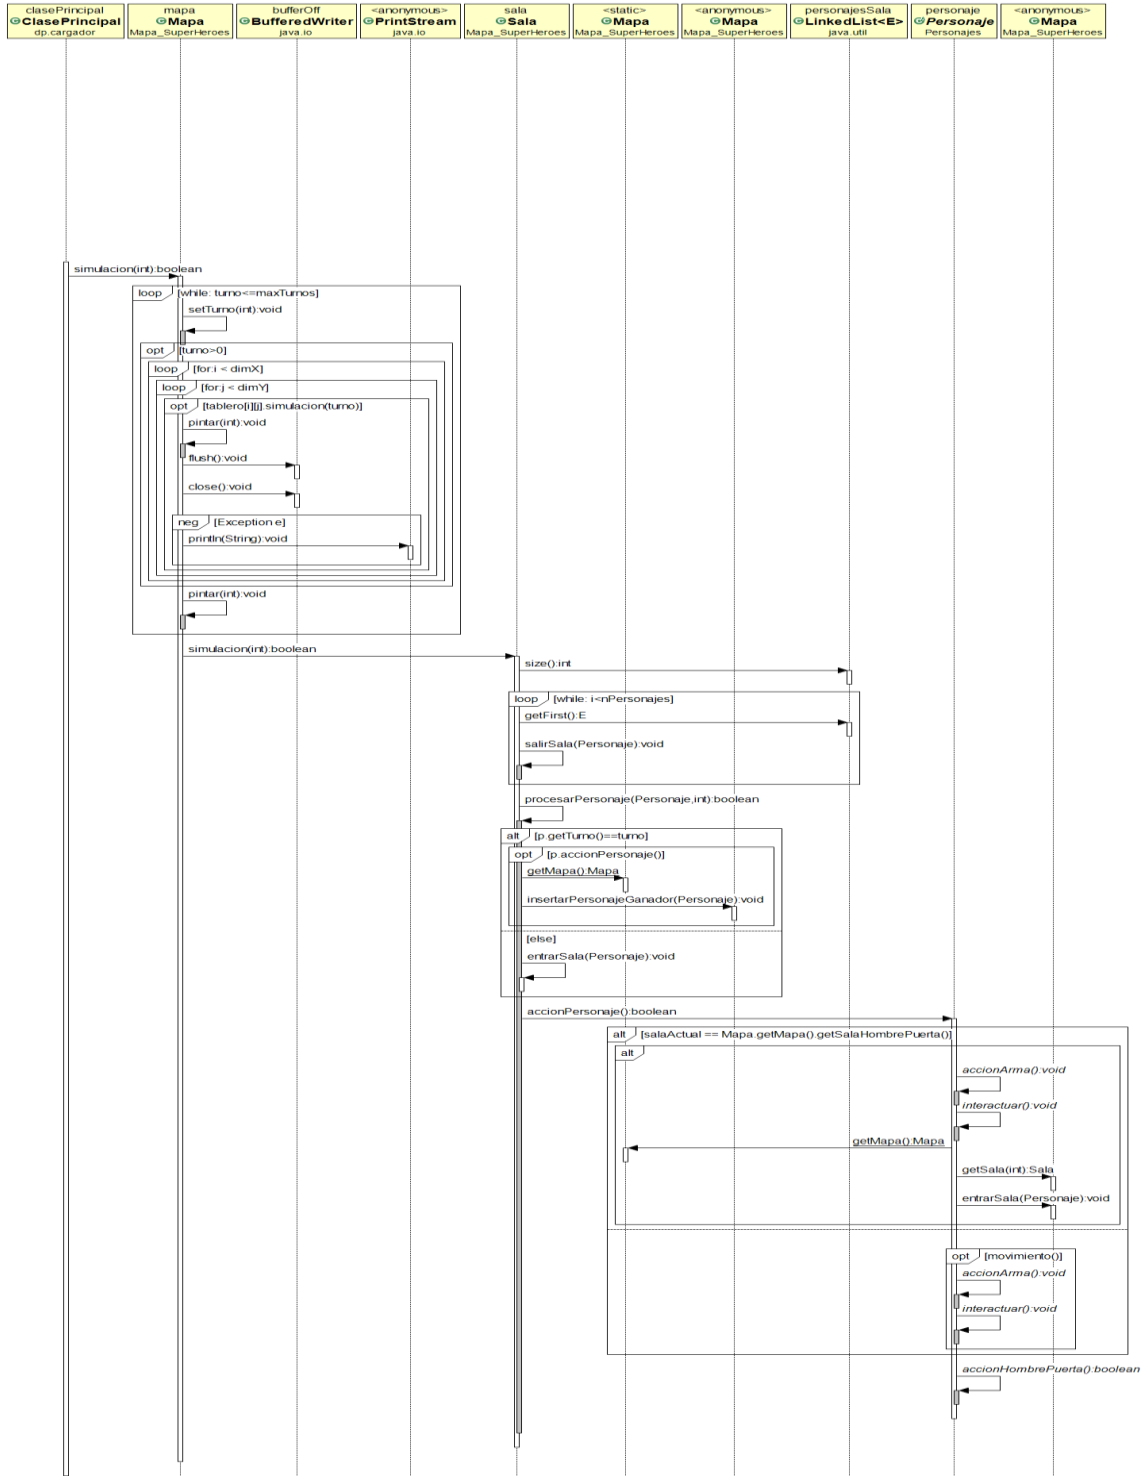 clasePrincipal
ClasePrincipal
dp.cargador
mapa
Mapa
Mapa_SuperHeroes
bufferOff
BufferedWriter
java.io
<anonymous>
PrintStream
java.io
sala
Sala
Mapa_SuperHeroes
<static>
Mapa
Mapa_SuperHeroes
<anonymous>
Mapa
Mapa_SuperHeroes
personajesSala
LinkedList<E>
java.util
personaje
Personaje
Personajes
<anonymous>
Mapa
Mapa_SuperHeroes
simulacion(int):boolean
loop [while: turno<=maxTurnos]
setTurno(int):void
opt [turno>0]
loop [for:i < dimX]
loop [for:j < dimY]
opt [tablero[i][j].simulacion(turno)]
pintar(int):void
flush():void
close():void
neg [Exception e]
println(String):void
pintar(int):void
simulacion(int):boolean
size():int
loop [while: i<nPersonajes]
getFirst():E
salirSala(Personaje):void
procesarPersonaje(Personaje,int):boolean
alt [p.getTurno()==turno]
opt [p.accionPersonaje()]
getMapa():Mapa
insertarPersonajeGanador(Personaje):void
[else]
entrarSala(Personaje):void
accionPersonaje():boolean
alt [salaActual == Mapa.getMapa().getSalaHombrePuerta()]
alt
accionArma():void
interactuar():void
getMapa():Mapa
getSala(int):Sala
entrarSala(Personaje):void
opt [movimiento()]
accionArma():void
interactuar():void
accionHombrePuerta():boolean